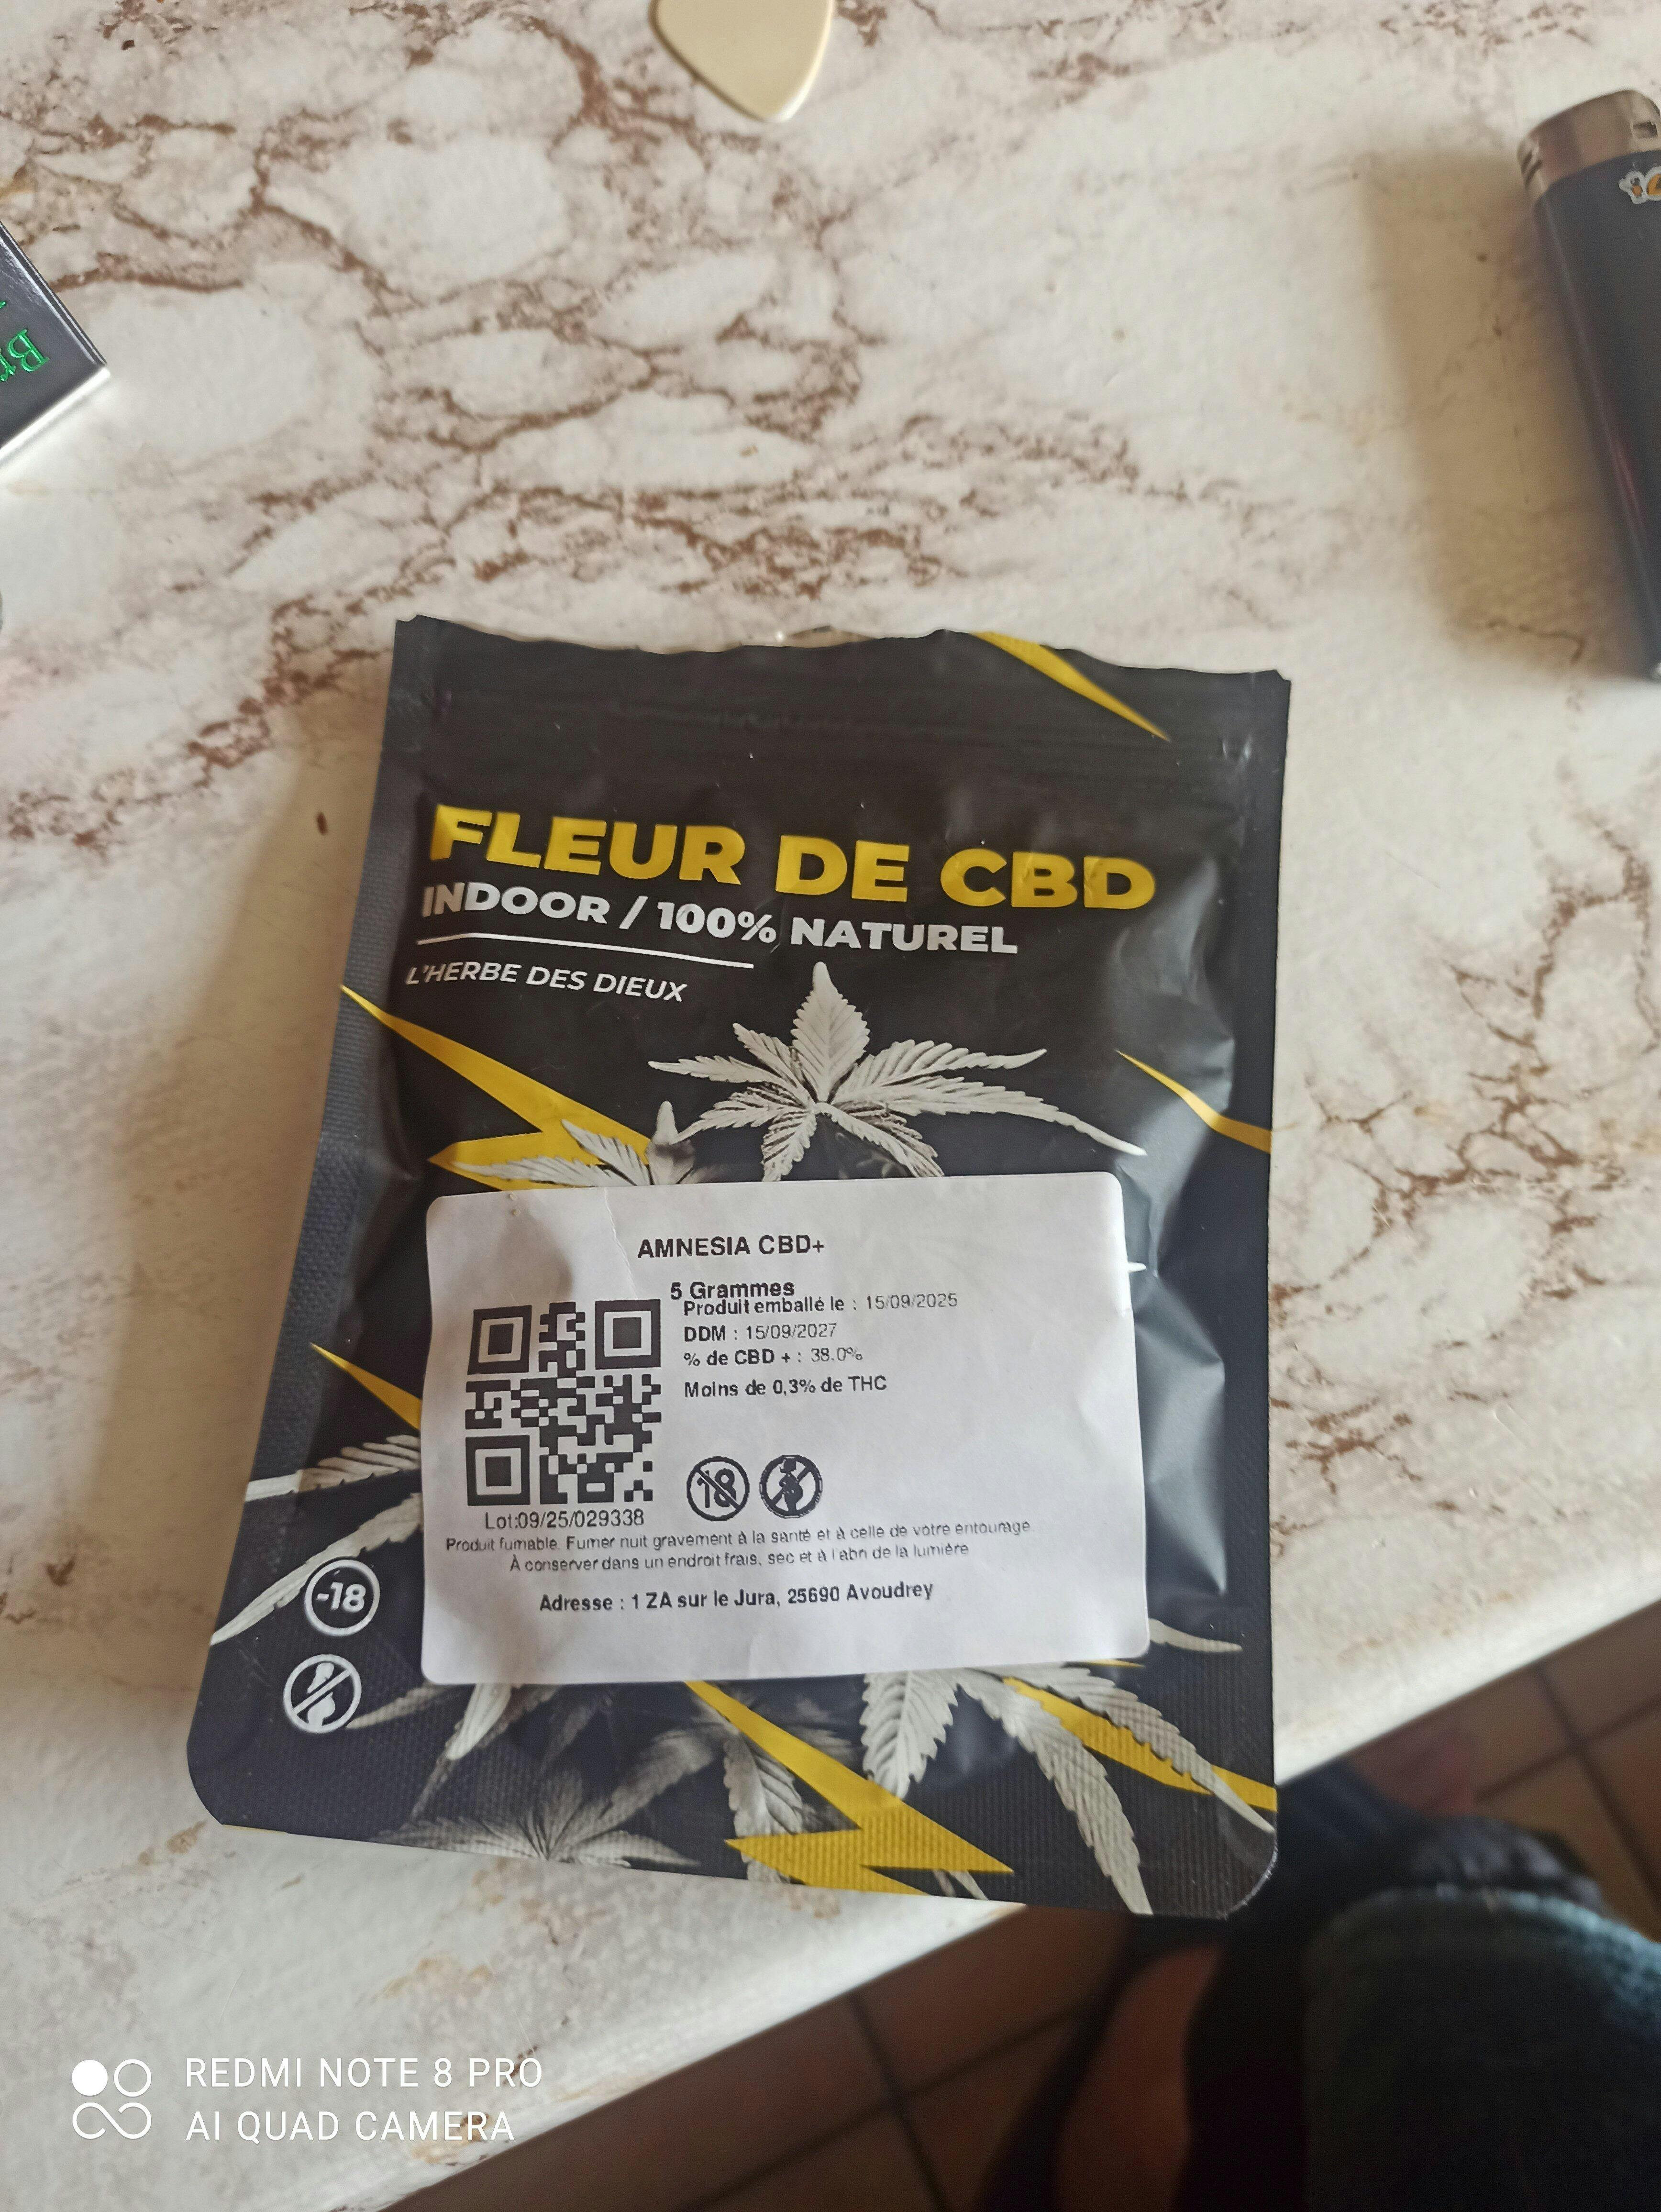 Br
FLEUR DE CBD
INDOOR / 100% NATUREL
L'HERBE DES DIEUX
AMNESIA CBD+
5 Grammes
Produit emballé le : 15/09/2025
DDM : 15/09/2027
% de CBD + : 38.0%
Moins de 0,3% de THC
18
Lot:09/25/029338
Produit fumable. Fumer nuit gravement à la santé et à celle de votre entourage
À conserver dans un endroit frais, sec et à l'abri de la lumière
Adresse : 1 ZA sur le Jura, 25690 Avoudrey
-18
REDMI NOTE 8 PRO
AI QUAD CAMERA